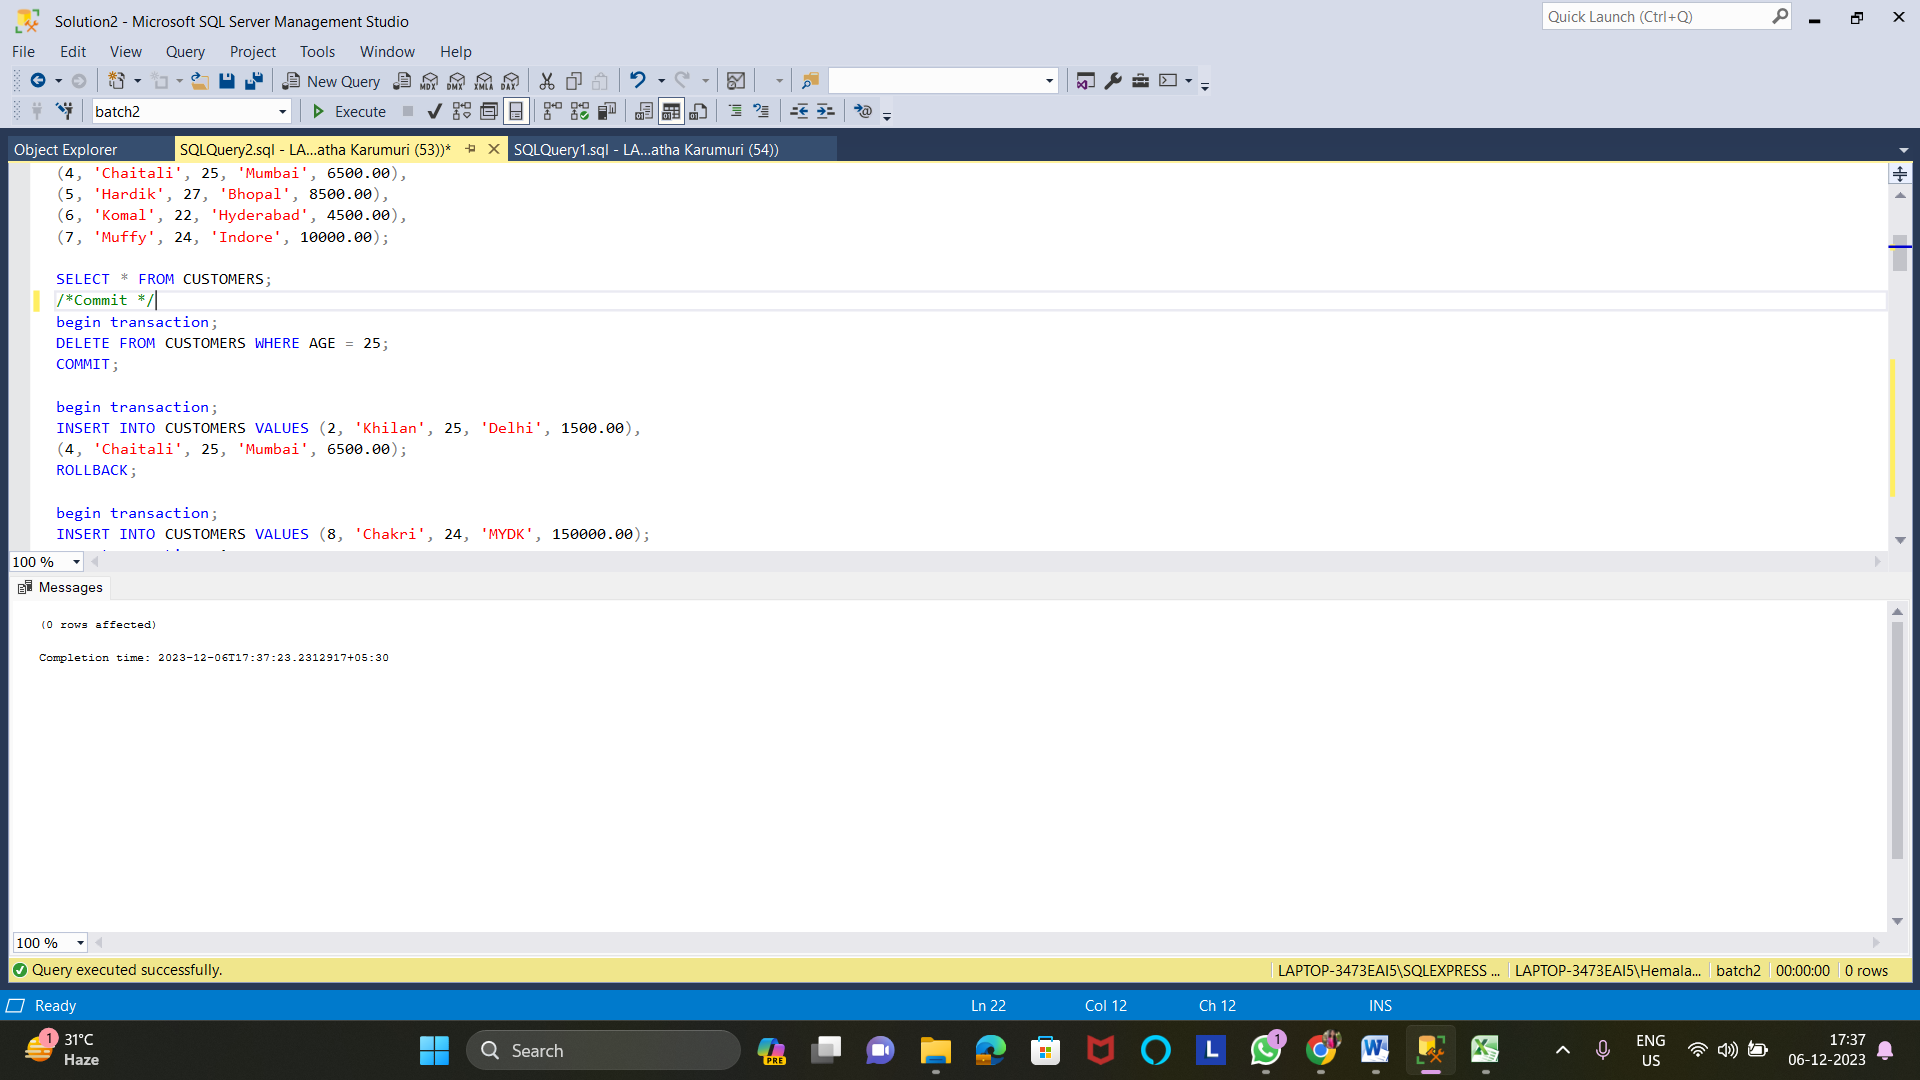 Solution2 - Microsoft SQL Server Management Studio
Quick Launch (Ctrl+Q)
File Edit View Query Project Tools Window Help
New Query MDX DMX XMLA DAX
batch2 Execute
Object Explorer SQLQuery2.sql - LA...atha Karumuri (53))* SQLQuery1.sql - LA...atha Karumuri (54))
(4, 'Chaitali', 25, 'Mumbai', 6500.00),
(5, 'Hardik', 27, 'Bhopal', 8500.00),
(6, 'Komal', 22, 'Hyderabad', 4500.00),
(7, 'Muffy', 24, 'Indore', 10000.00);
SELECT * FROM CUSTOMERS;
/*Commit */
begin transaction;
DELETE FROM CUSTOMERS WHERE AGE = 25;
COMMIT;
begin transaction;
INSERT INTO CUSTOMERS VALUES (2, 'Khilan', 25, 'Delhi', 1500.00),
(4, 'Chaitali', 25, 'Mumbai', 6500.00);
ROLLBACK;
begin transaction;
INSERT INTO CUSTOMERS VALUES (8, 'Chakri', 24, 'MYDK', 150000.00);
100 %
Messages
(0 rows affected)
Completion time: 2023-12-06T17:37:23.2312917+05:30
100 %
Query executed successfully. LAPTOP-3473EAI5\SQLEXPRESS ... LAPTOP-3473EAI5\Hemala... batch2 00:00:00 0 rows
Ready Ln 22 Col 12 Ch 12 INS
1 31°C
Haze
Search
PRE
L
1
ENG
US
17:37
06-12-2023